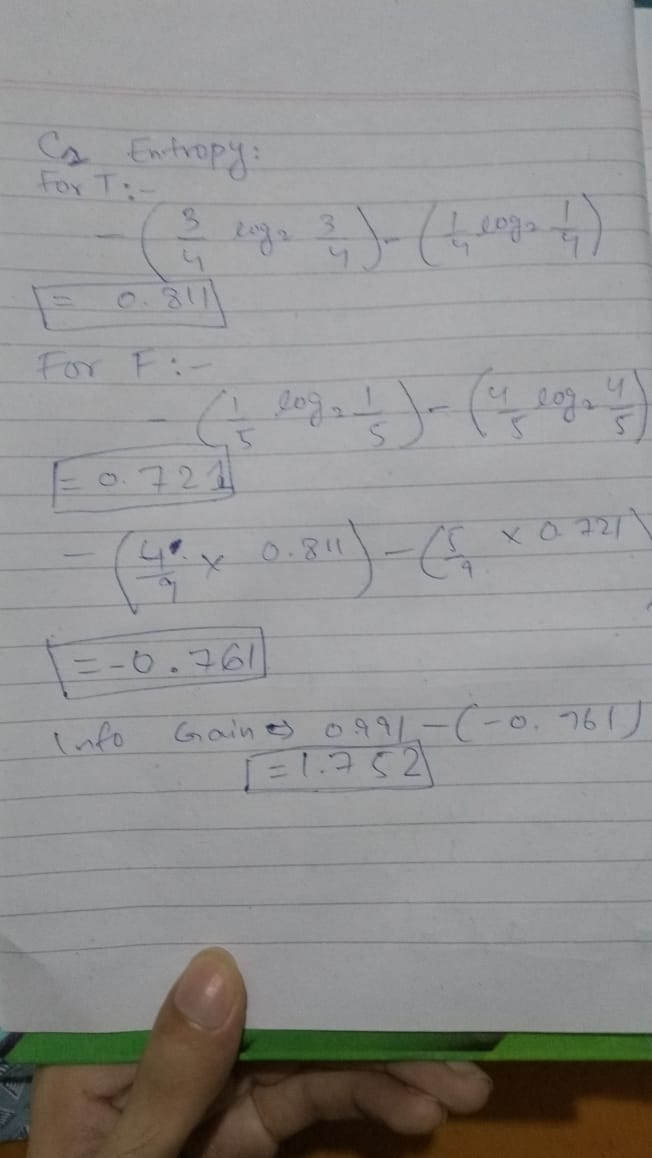 C2 Entropy:
For T:-
- (3/4 log2 3/4) - (1/4 log2 1/4)
= 0.811
For F:-
- (1/5 log2 1/5) - (4/5 log2 4/5)
= 0.721
- (4/9 x 0.811) - (5/9 x 0.721)
= -0.761
Info Gain => 0.991 - (-0.761)
= 1.752